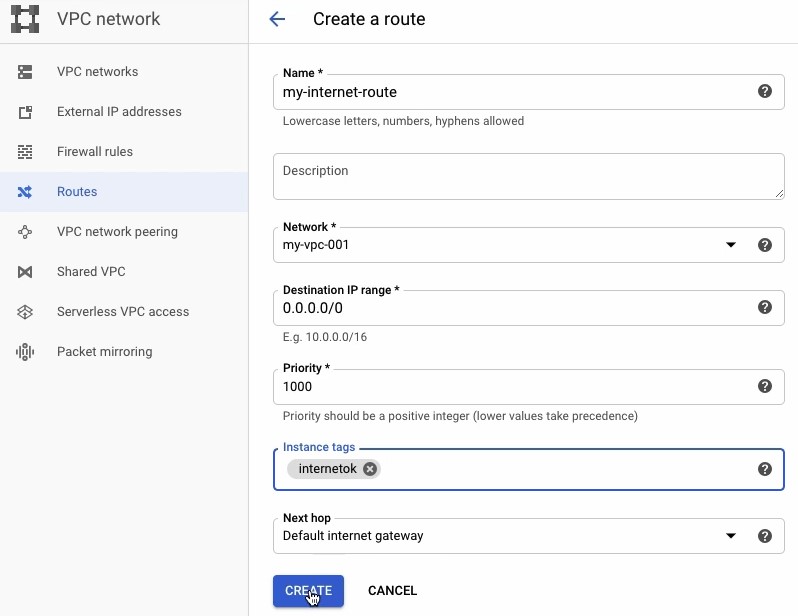 VPC network
VPC networks
External IP addresses
Firewall rules
Routes
VPC network peering
Shared VPC
Serverless VPC access
Packet mirroring
Create a route
Name *
my-internet-route
Lowercase letters, numbers, hyphens allowed
Description
Network *
my-vpc-001
Destination IP range *
0.0.0.0/0
E.g. 10.0.0.0/16
Priority *
1000
Priority should be a positive integer (lower values take precedence)
Instance tags
internetok
Next hop
Default internet gateway
CREATE CANCEL